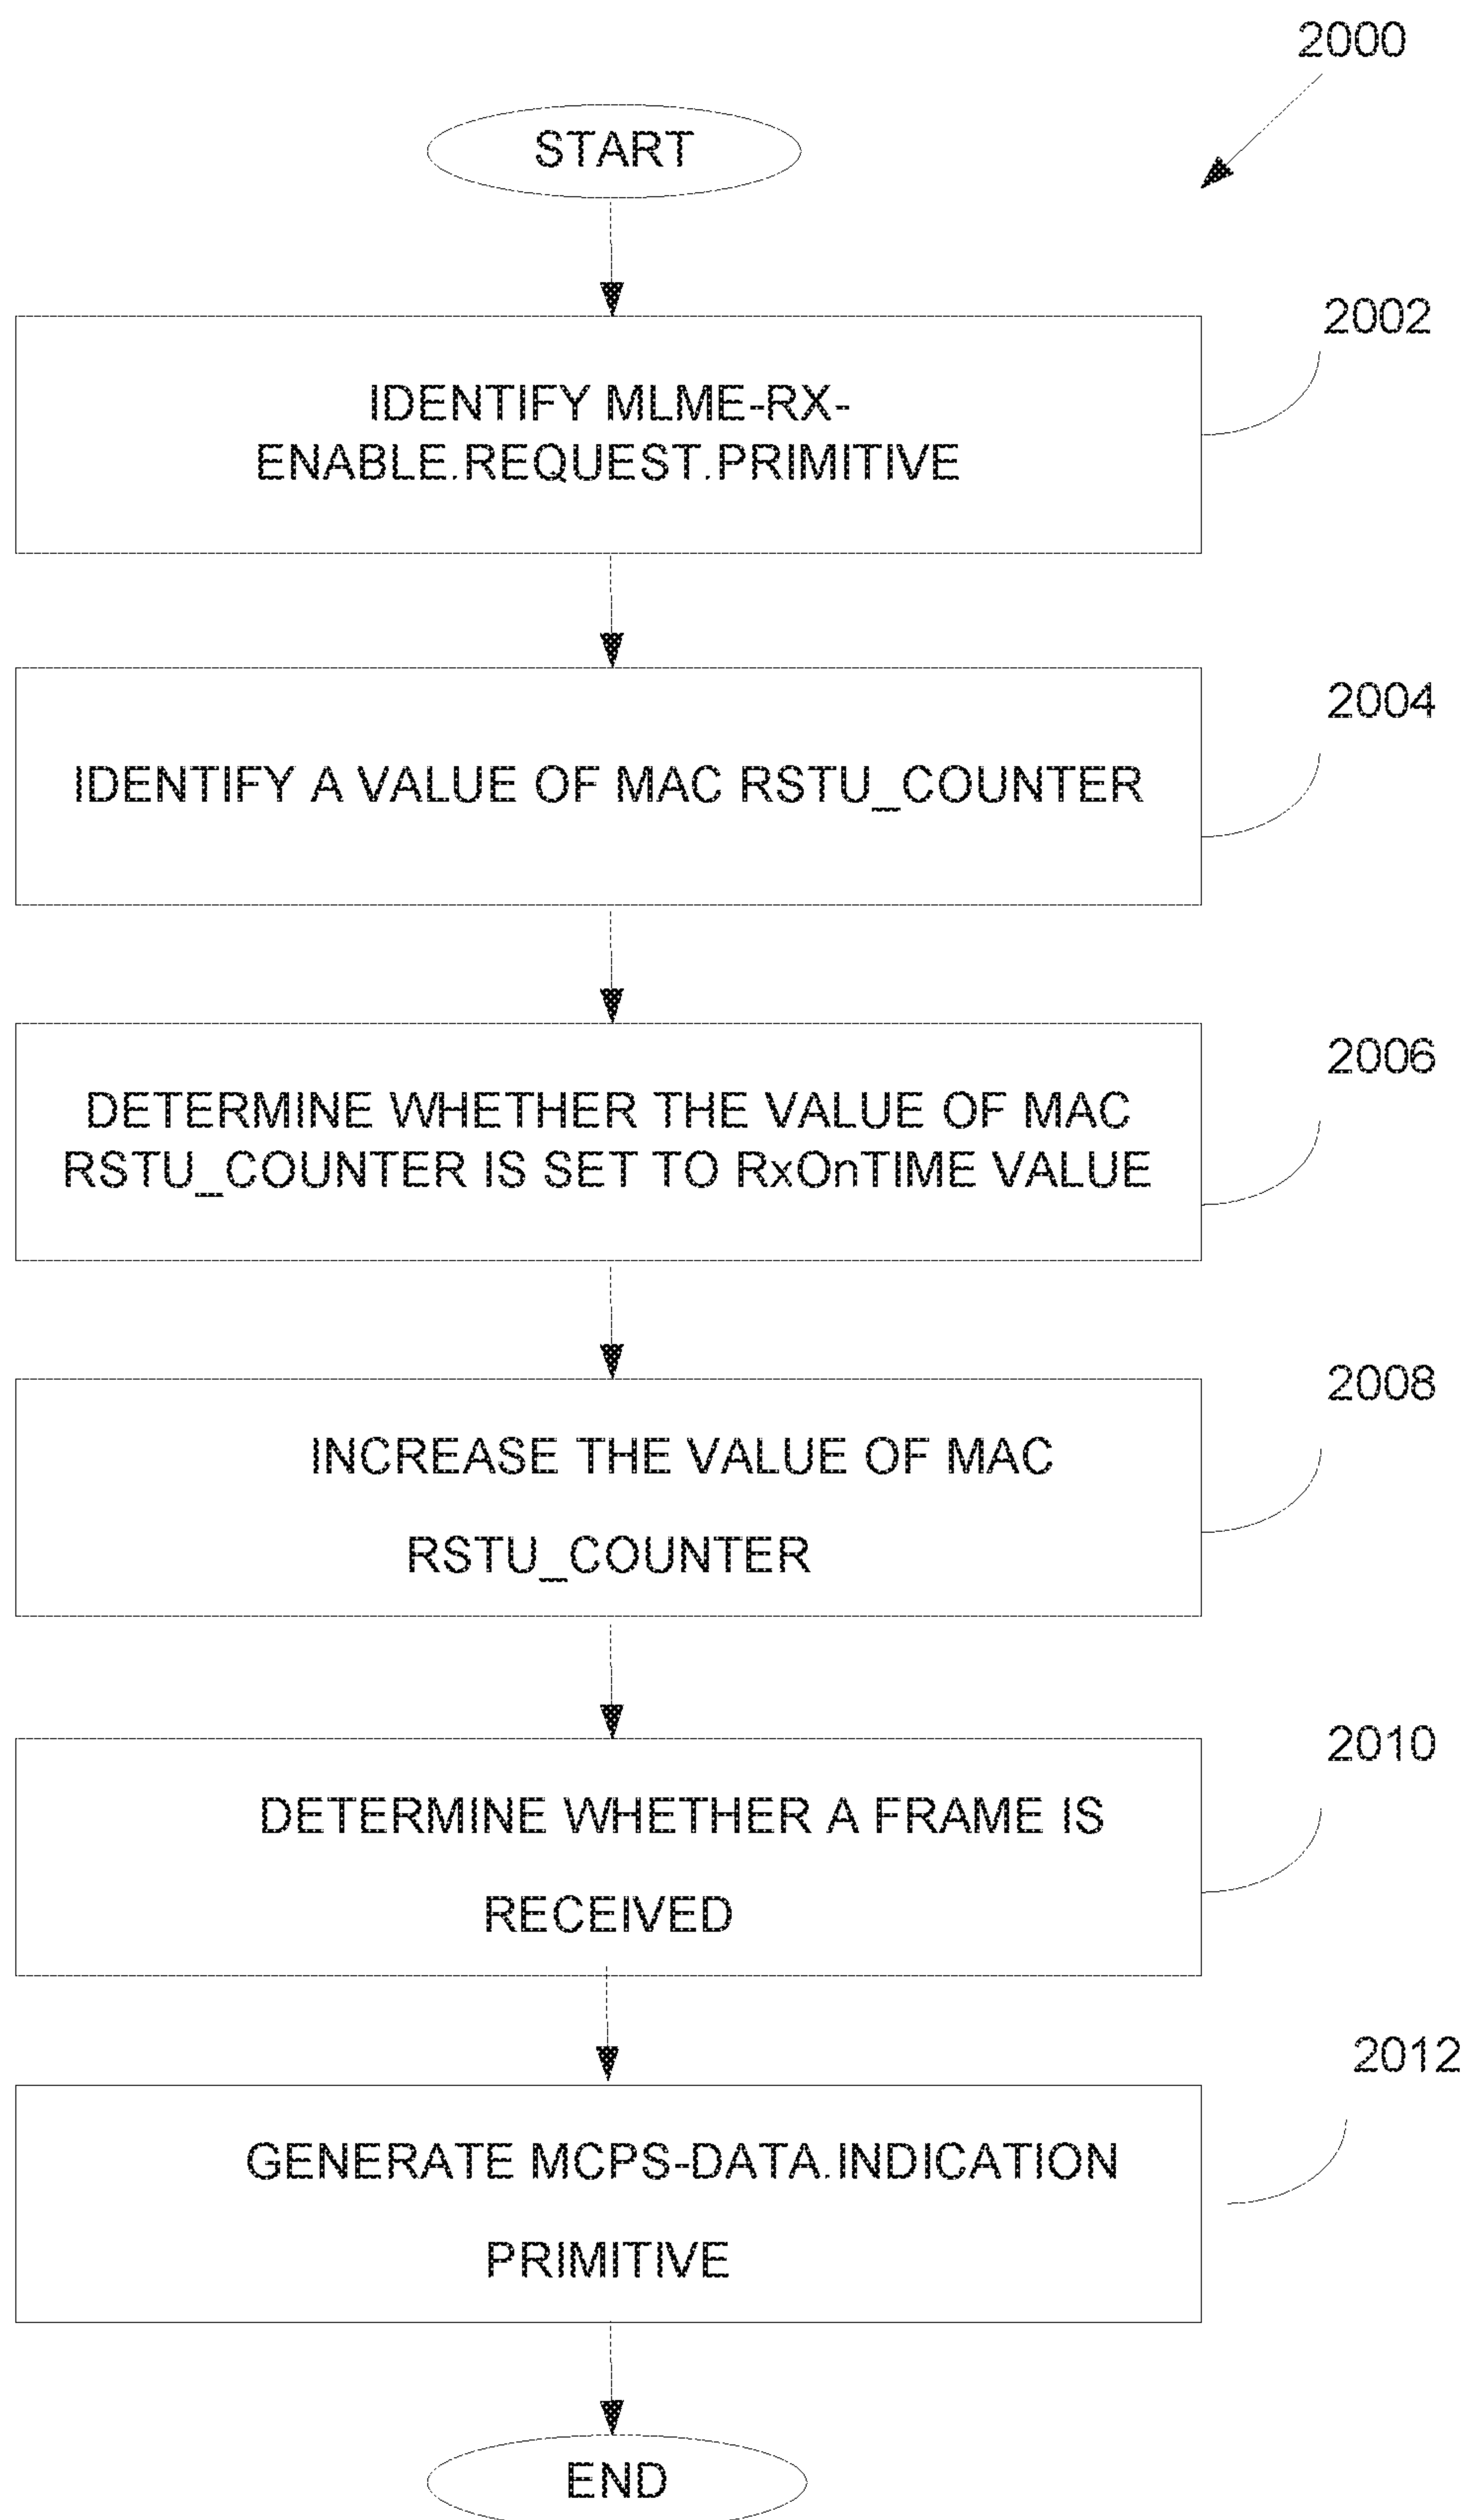 2000
START
2002
IDENTIFY MLME-RX-
ENABLE.REQUEST.PRIMITIVE
2004
IDENTIFY A VALUE OF MAC RSTU_COUNTER
2006
DETERMINE WHETHER THE VALUE OF MAC
RSTU_COUNTER IS SET TO RxOnTIME VALUE
2008
INCREASE THE VALUE OF MAC
RSTU_COUNTER
2010
DETERMINE WHETHER A FRAME IS
RECEIVED
2012
GENERATE MCPS-DATA.INDICATION
PRIMITIVE
END